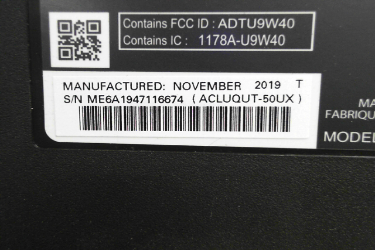 Contains FCC ID : ADTU9W40
Contains IC : 1178A-U9W40
MANUFACTURED: NOVEMBER 2019 T
S/N ME6A1947116674 ( ACLUQUT-50UX )
MA
FABRIQU
MODEL